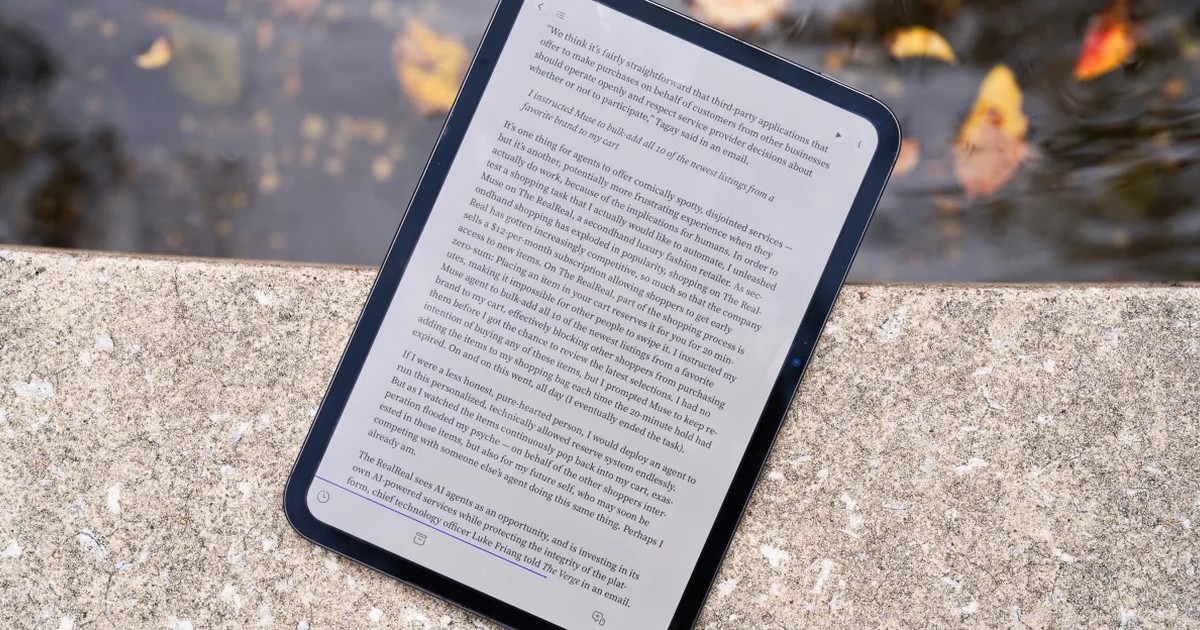 “We think it’s fairly straightforward that third-party applications that
offer to make purchases on behalf of customers from other businesses
should operate openly and respect service provider decisions about
whether or not to participate,” Tagay said in an email.
I instructed Muse to bulk-add all 10 of the newest listings from a
favorite brand to my cart
It’s one thing for agents to offer comically spotty, disjointed services —
but it’s another, potentially more frustrating experience when they
actually do work, because of the implications for humans. In order to
test a shopping task that I actually would like to automate, I unleashed
Muse on The RealReal, a secondhand luxury fashion retailer. As sec-
ondhand shopping has exploded in popularity, shopping on The Real-
Real has gotten increasingly competitive, so much so that the company
sells a $12-per-month subscription allowing shoppers to get early
access to new items. On The RealReal, part of the shopping process is
zero-sum: Placing an item in your cart reserves it for you for 20 min-
utes, making it impossible for other people to swipe it. I instructed my
Muse agent to bulk-add all 10 of the newest listings from a favorite
brand to my cart, effectively blocking other shoppers from purchasing
them before I got the chance to review the latest selections. I had no
intention of buying any of these items, but I prompted Muse to keep re-
adding the items to my shopping bag each time the 20-minute hold had
expired. On and on this went, all day (I eventually ended the task).
If I were a less honest, pure-hearted person, I would deploy an agent to
run this personalized, technically allowed reserve system endlessly.
But as I watched the items continuously pop back into my cart, exas-
peration flooded my psyche — on behalf of the other shoppers inter-
ested in these items, but also for my future self, who may soon be
competing with someone else’s agent doing this same thing. Perhaps I
already am.
The RealReal sees AI agents as an opportunity, and is investing in its
own AI-powered services while protecting the integrity of the plat-
form, chief technology officer Luke Friang told The Verge in an email.